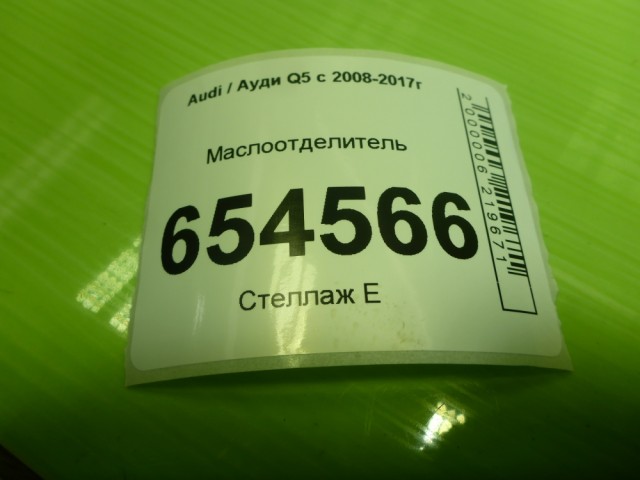 Audi / Ауди Q5 с 2008-2017г
Маслоотделитель
654566
Стеллаж Е
2000006219671